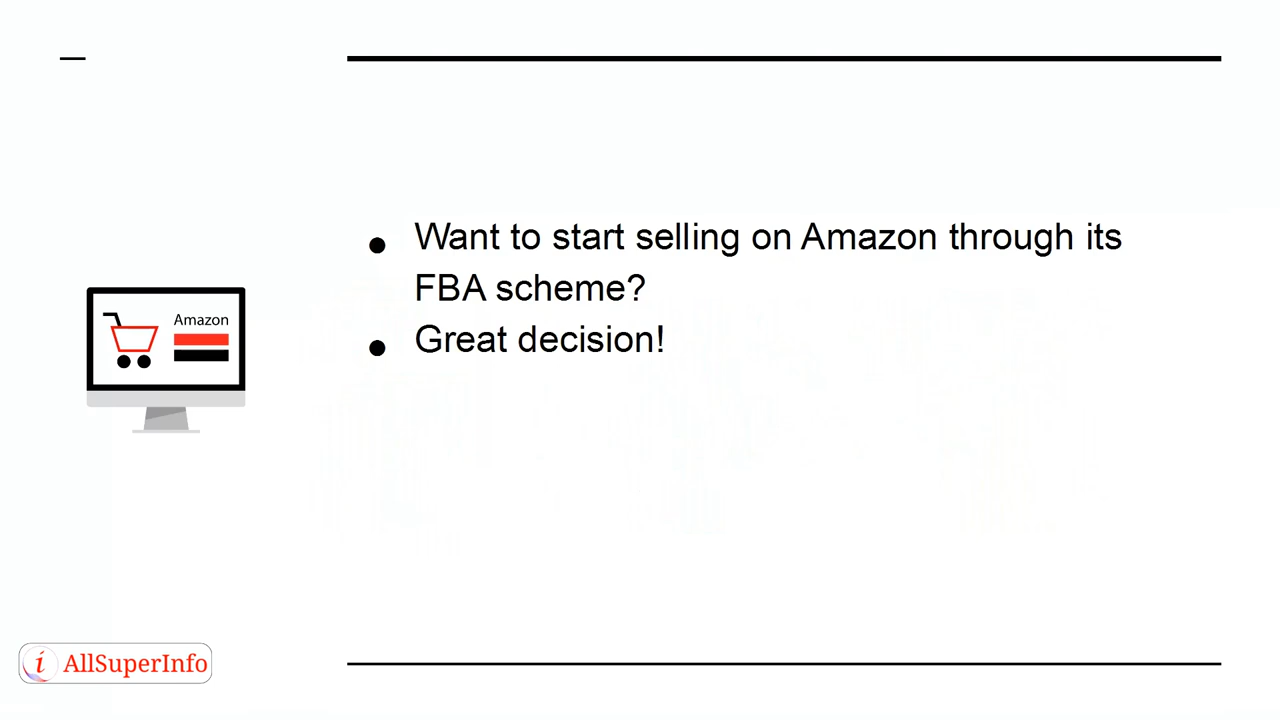 Want to start selling on Amazon through its
FBA scheme?
Great decision!
Amazon
i AllSuperInfo